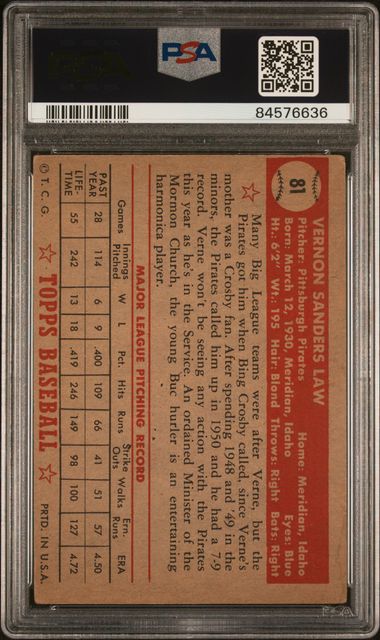 PSA
84576636
81
VERNON SANDERS LAW
Pitcher: Pittsburgh Pirates Home: Meridian, Idaho
Born: March 12, 1930, Meridian, Idaho Eyes: Blue
Ht.: 6'2" Wt.: 195 Hair: Blond Throws: Right Bats: Right
Many Big League teams were after Verne, but the
Pirates got him when Bing Crosby called, since Verne's
mother was a Crosby fan. After spending 1948 and '49 in the
minors, the Pirates called him up in 1950 and he had a 7-9
record. Verne won't be seeing any action with the Pirates
this year as he's in the Service. An ordained Minister of the
Mormon Church, the young Buc hurler is an entertaining
harmonica player.
MAJOR LEAGUE PITCHING RECORD
Games Innings Pitched W L Pct. Hits Runs Strike Outs Walks Ern. Runs ERA
PAST YEAR 28 114 6 9 .400 109 66 41 51 57 4.50
LIFE-TIME 55 242 13 18 .419 246 149 98 100 127 4.72
© T. C. G. TOPPS BASEBALL PRTD. IN U.S.A.